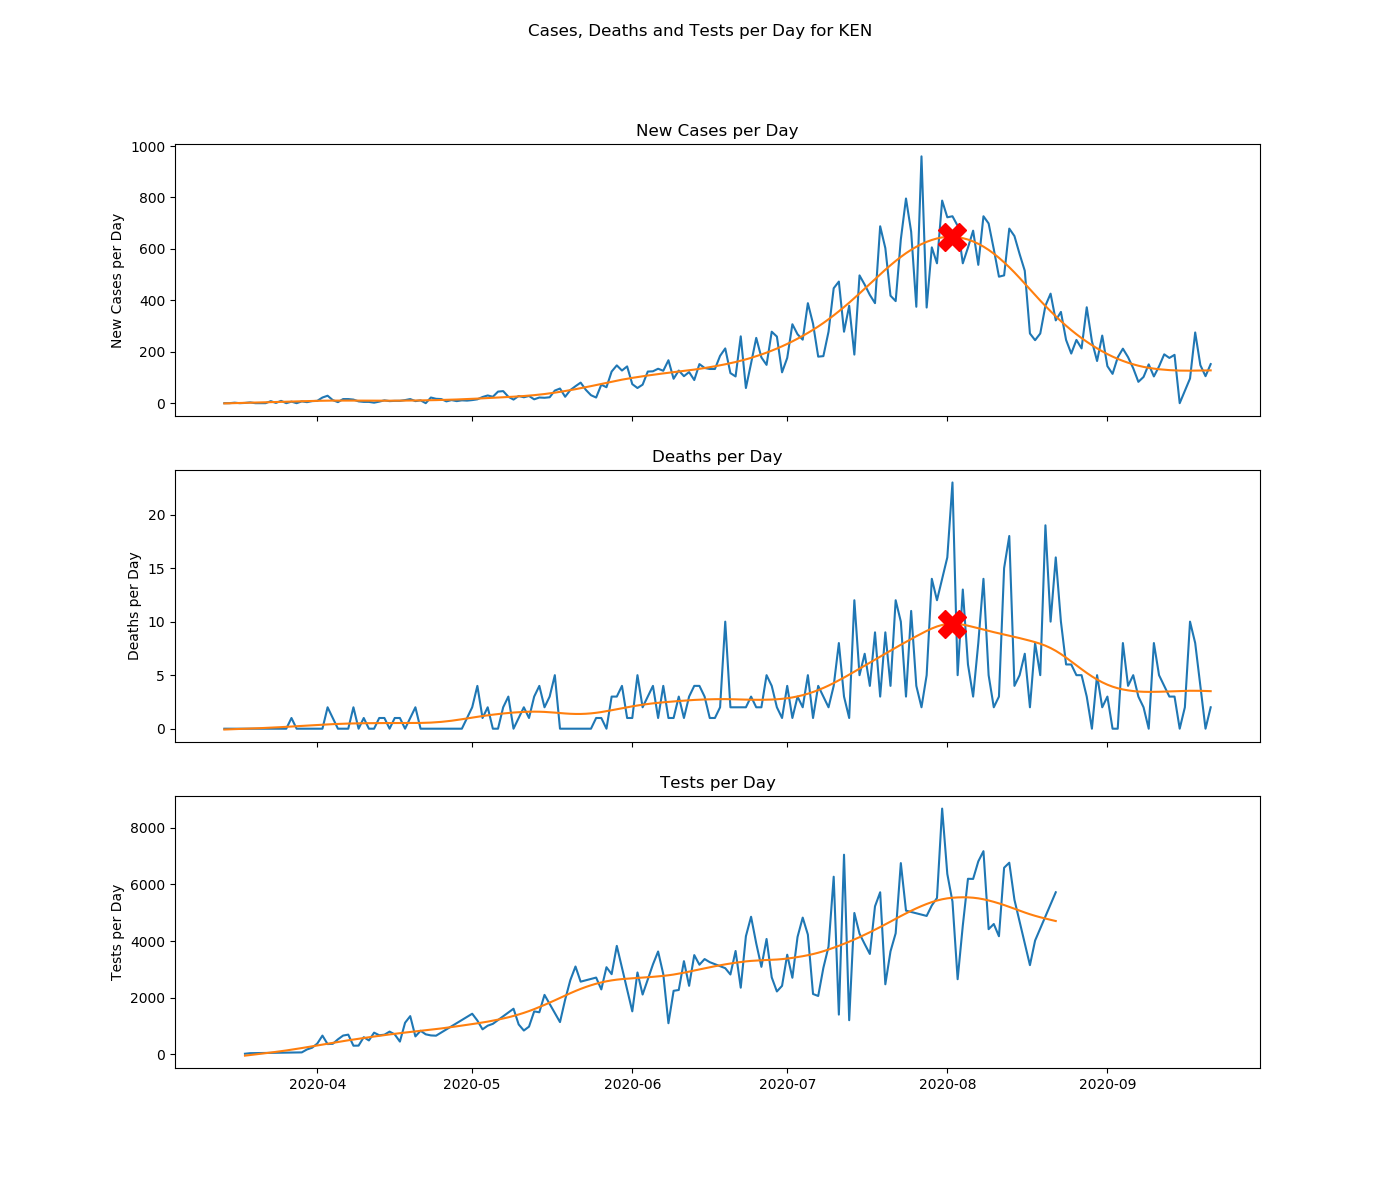 Cases, Deaths and Tests per Day for KEN
New Cases per Day
1000
800
600
400
200
0
New Cases per Day
Deaths per Day
20
15
10
5
0
Deaths per Day
Tests per Day
8000
6000
4000
2000
0
Tests per Day
2020-04 2020-05 2020-06 2020-07 2020-08 2020-09